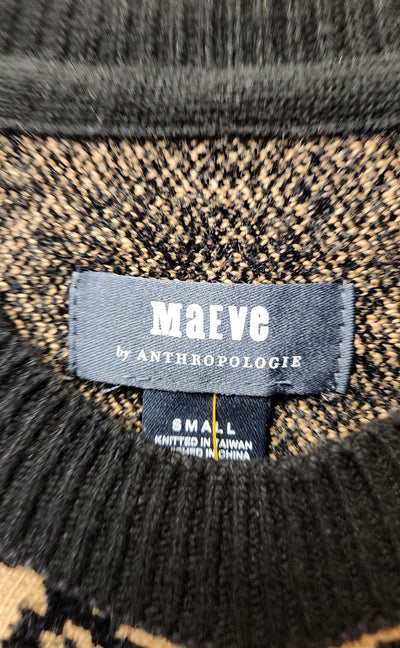 MaEVe
by ANTHROPOLOGIE
SMALL
KNITTED IN TAIWAN
IN CHINA